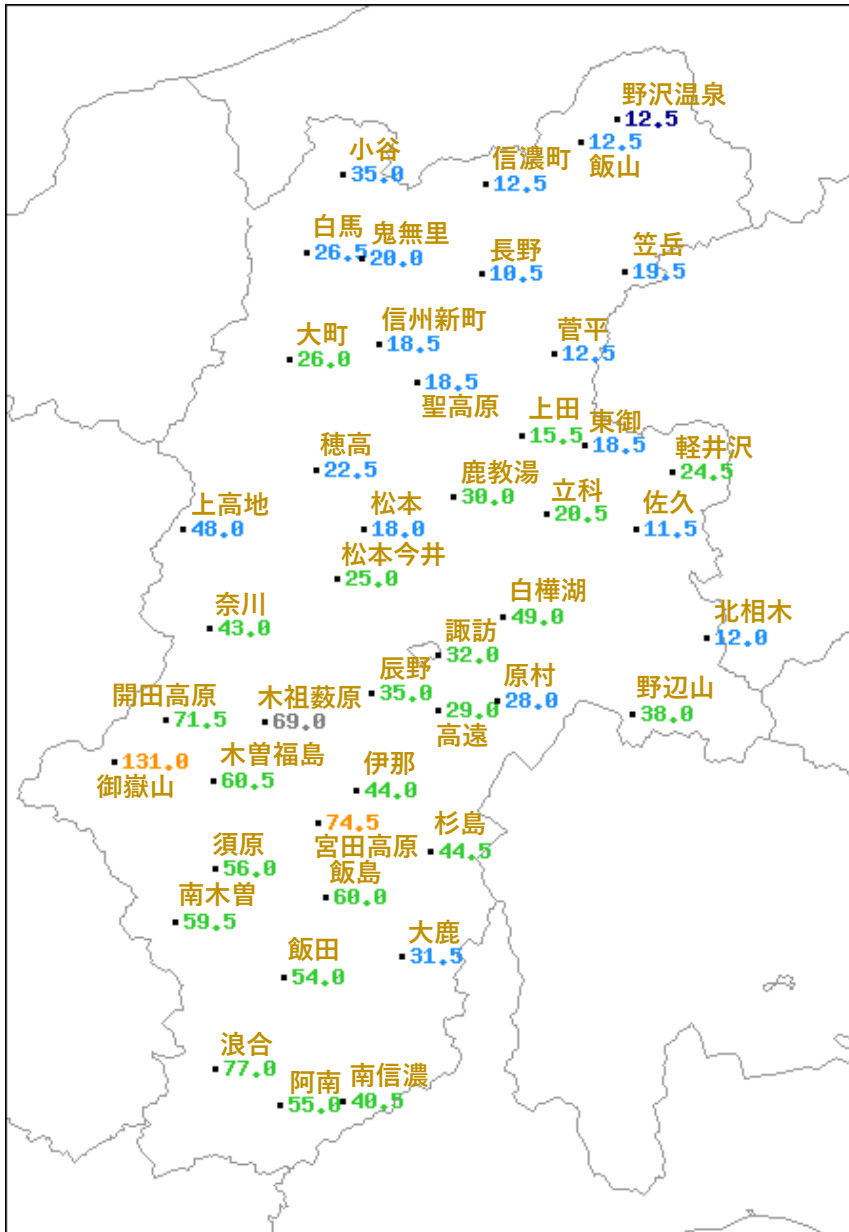 野沢温泉
12.5
12.5
飯山
小谷
35.0
信濃町
12.5
白馬
26.5
鬼無里
20.0
長野
10.5
笠岳
19.5
信州新町
18.5
大町
26.0
菅平
12.5
18.5
聖高原
上田
15.5
東御
18.5
軽井沢
24.5
穂高
22.5
鹿教湯
30.0
立科
20.5
佐久
11.5
上高地
48.0
松本
18.0
松本今井
25.0
奈川
43.0
白樺湖
49.0
諏訪
32.0
北相木
12.0
辰野
35.0
原村
28.0
29.0
高遠
野辺山
38.0
開田高原
71.5
木祖薮原
69.0
131.0
御嶽山
木曽福島
60.5
伊那
44.0
74.5
宮田高原
杉島
44.5
須原
56.0
飯島
60.0
南木曽
59.5
大鹿
31.5
飯田
54.0
浪合
77.0
阿南
55.0
南信濃
40.5